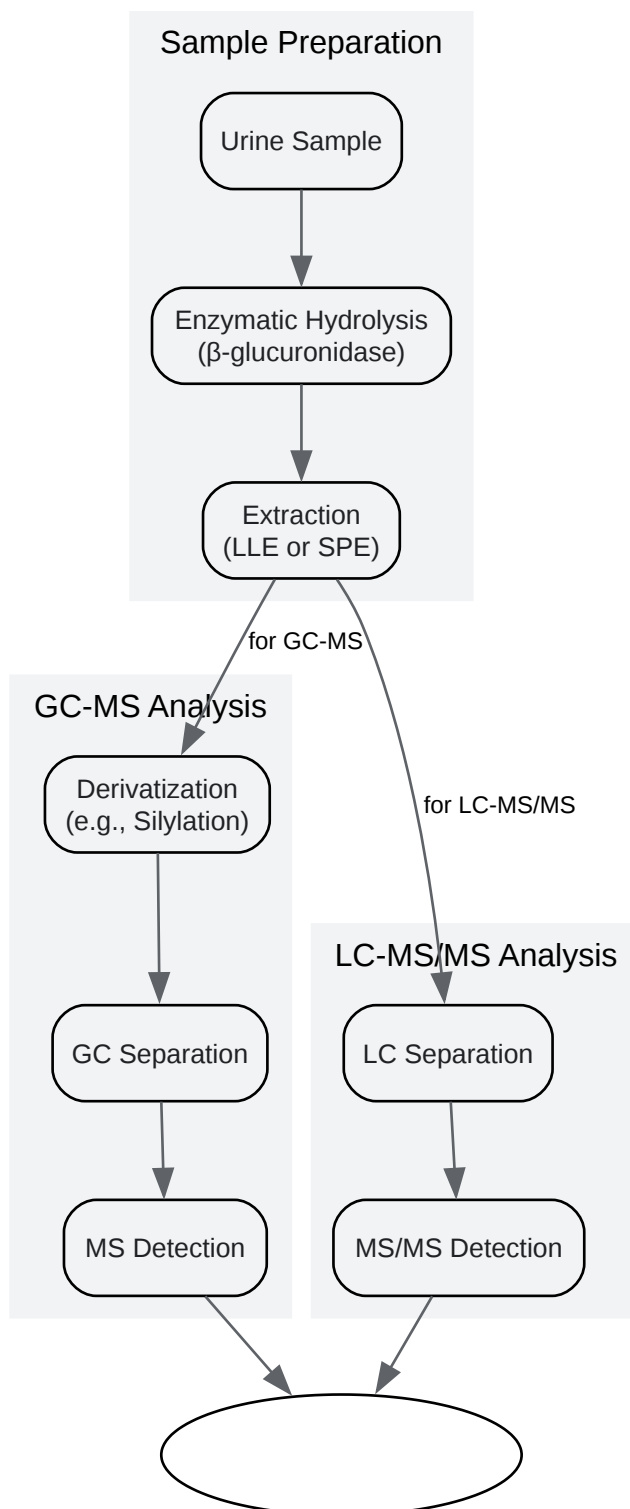 Sample Preparation
Urine Sample
Enzymatic Hydrolysis
(β-glucuronidase)
Extraction
(LLE or SPE)
for GC-MS
GC-MS Analysis
Derivatization
(e.g., Silylation)
for LC-MS/MS
LC-MS/MS Analysis
GC Separation
LC Separation
MS Detection
MS/MS Detection